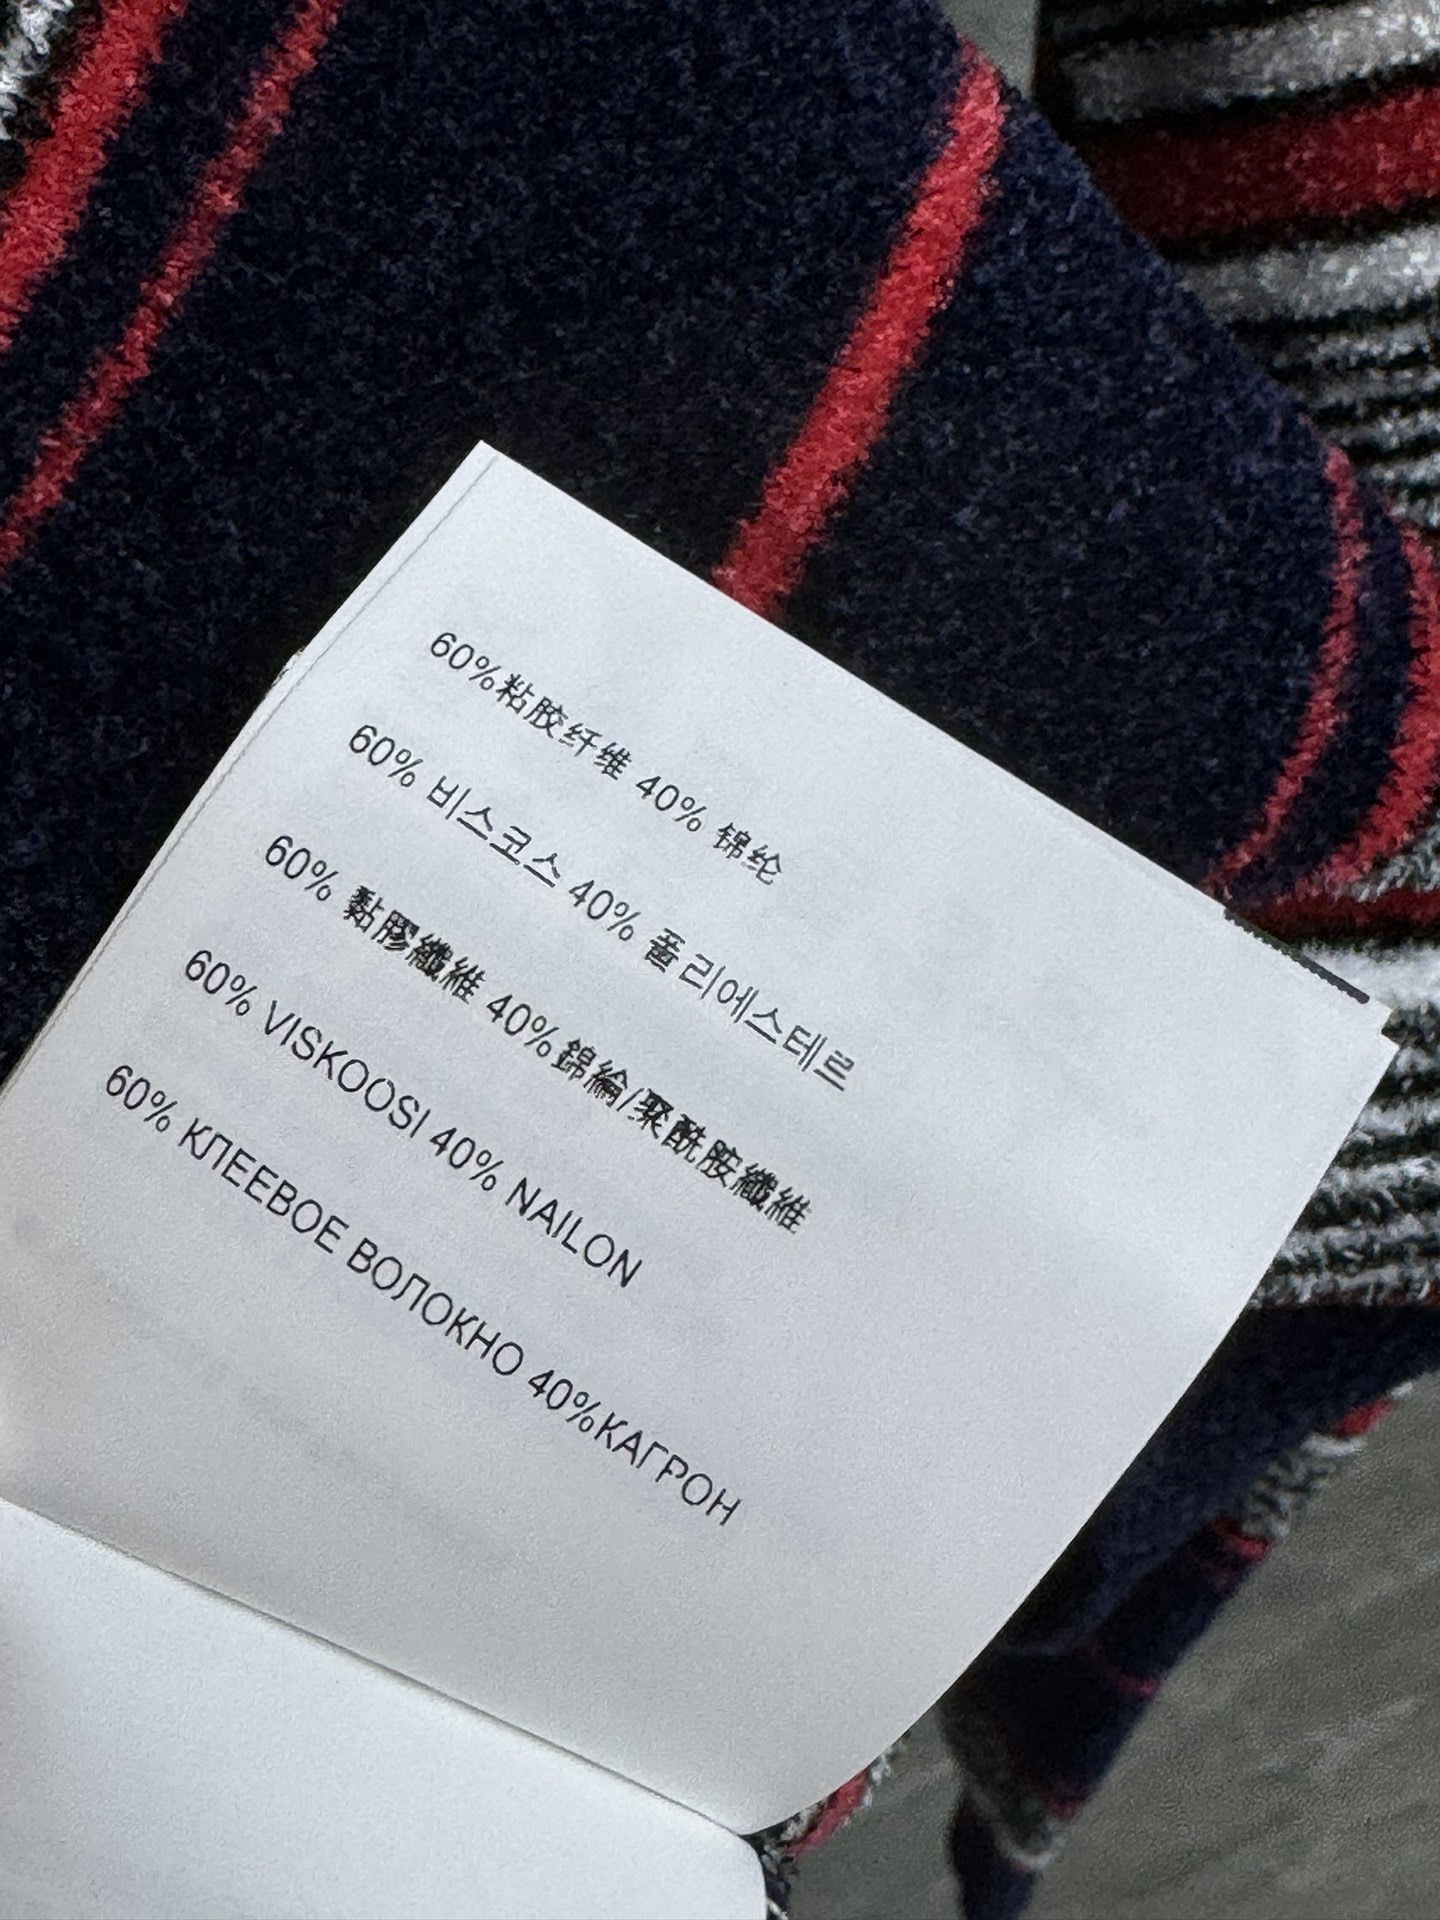 60%粘胶纤维 40% 锦纶
60% 비스코스 40% 폴리에스테르
60% 黏膠纖維 40%錦綸/聚酰胺纖維
60% VISKOOSI 40% NAILON
60% КЛЕЕВОЕ ВОЛОКНО 40%КАГРОН